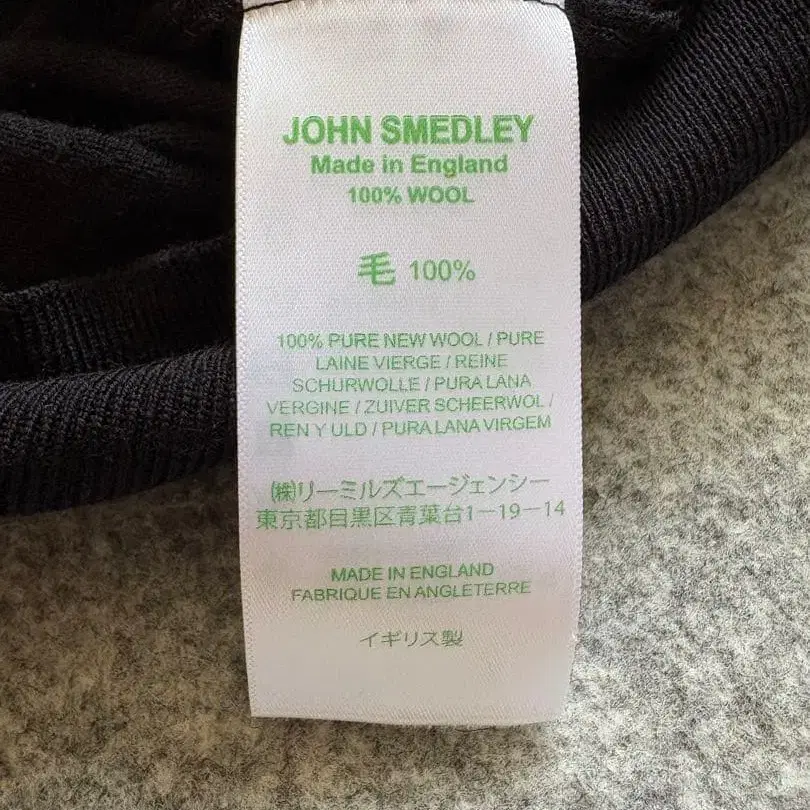 JOHN SMEDLEY
Made in England
100% WOOL
毛 100%
100% PURE NEW WOOL / PURE
LAINE VIERGE / REINE
SCHURWOLLE / PURA LANA
VERGINE / ZUIVER SCHEERWOL /
REN Y ULD / PURA LANA VIRGEM
㈱リーミルズエージェンシー
東京都目黒区青葉台1-19-14
MADE IN ENGLAND
FABRIQUE EN ANGLETERRE
イギリス製